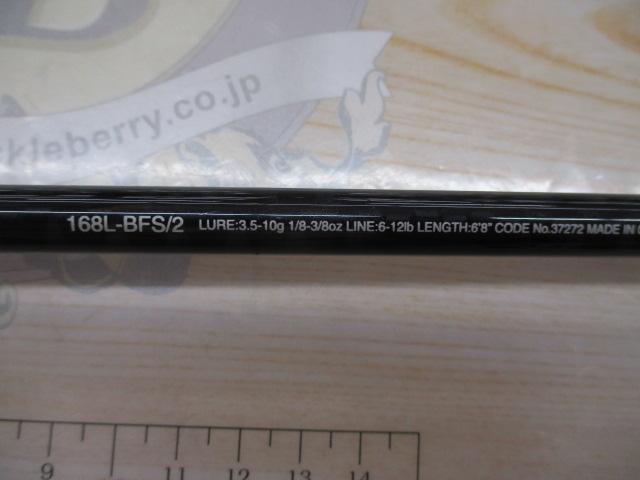 kleberry.co.jp
168L-BFS/2 LURE:3.5-10g 1/8-3/8oz LINE:6-12lb LENGTH:6'8" CODE No.37272 MADE IN
9 11 12 13 14